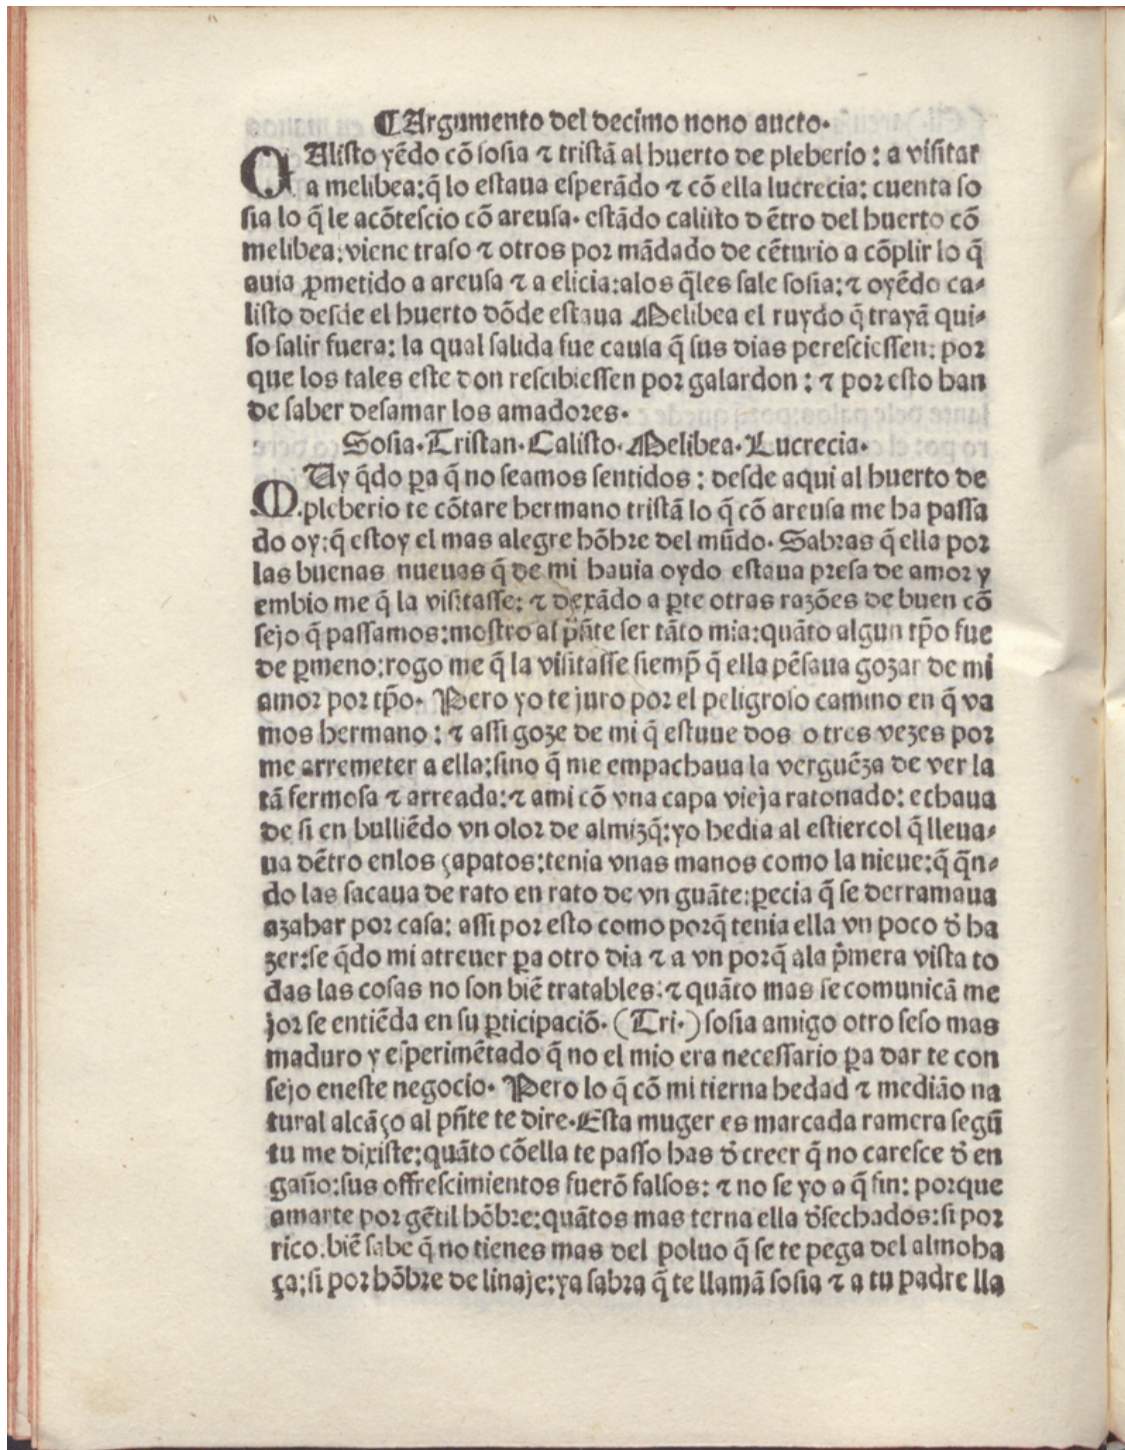 ¶Argumento del decimo nono aucto.
CAlisto yẽdo cõ sosia ⁊ tristã al huerto de pleberio : a visitar
a melibea:q̃ lo estaua esperãdo ⁊ cõ ella lucrecia: cuenta so
sia lo q̃ le acõtescio cõ areusa. estãdo calisto dẽtro del huerto cõ
melibea:viene traso ⁊ otros por mãdado de cẽturio a cõplir lo q̃
auia ꝓmetido a areusa ⁊ a elicia:alos q̃les sale sosia:⁊ oyẽdo ca-
listo desde el huerto dõde estaua Melibea el ruydo q̃ trayã qui-
so salir fuera: la qual salida fue causa q̃ sus dias peresciessen: por
que los tales este don rescibiessen por galardon : ⁊ por esto han
de saber desamar los amadores.
Sosia.Tristan.Calisto.Melibea.Lucrecia.
MUy q̃do ꝑa q̃ no seamos sentidos : desde aqui al huerto de
pleberio te cõtare hermano tristã lo q̃ cõ areusa me ha passa
do oy:q̃ estoy el mas alegre hõbre del mũdo. Sabras q̃ ella por
las buenas nueuas q̃ de mi hauia oydo estaua presa de amor y
embio me q̃ la visitasse: ⁊ dexãdo a ꝑte otras razões de buen cõ
sejo q̃ passamos:mostro al p̃ñte ser tãto mia:quãto algun tp̃o fue
de ꝑmeno:rogo me q̃ la visitasse siemp̃ q̃ ella pẽsaua gozar de mi
amor por tp̃o. Pero yo te juro por el peligroso camino en q̃ va
mos hermano : ⁊ assi goze de mi q̃ estuue dos o tres vezes por
me arremeter a ella:sino q̃ me empachaua la verguẽza de ver la
tã fermosa ⁊ arreada:⁊ ami cõ vna capa vieja ratonado: echaua
de si en bulliẽdo vn olor de almizq̃:yo hedia al estiercol q̃ lleua-
ua dẽtro enlos çapatos:tenia vnas manos como la nieue:q̃ q̃n-
do las sacaua de rato en rato de vn guãte:ꝑecia q̃ se derramaua
azahar por casa: assi por esto como porq̃ tenia ella vn poco đ ha
zer:se q̃do mi atreuer ꝑa otro dia ⁊ a vn porq̃ ala p̃mera vista to
das las cosas no son biẽ tratables:⁊ quãto mas se comunicã me
jor se entiẽda en su ꝑticipaciõ. (Tri.) sosia amigo otro seso mas
maduro y esperimẽtado q̃ no el mio era necessario ꝑa dar te con
sejo eneste negocio. Pero lo q̃ cõ mi tierna hedad ⁊ medião na
tural alcãço al pñte te dire.Esta muger es marcada ramera segũ
tu me dixiste:quãto cõella te passo has đ creer q̃ no caresce đ en
gaño:sus offrescimientos fuerõ falsos: ⁊ no se yo a q̃ fin: porque
amarte por gẽtil hõbre:quãtos mas terna ella đsechados:si por
rico.biẽ sabe q̃ no tienes mas del poluo q̃ se te pega del almoha
ça:si por hõbre de linaje:ya sabra q̃ te llamã sosia ⁊ a tu padre lla